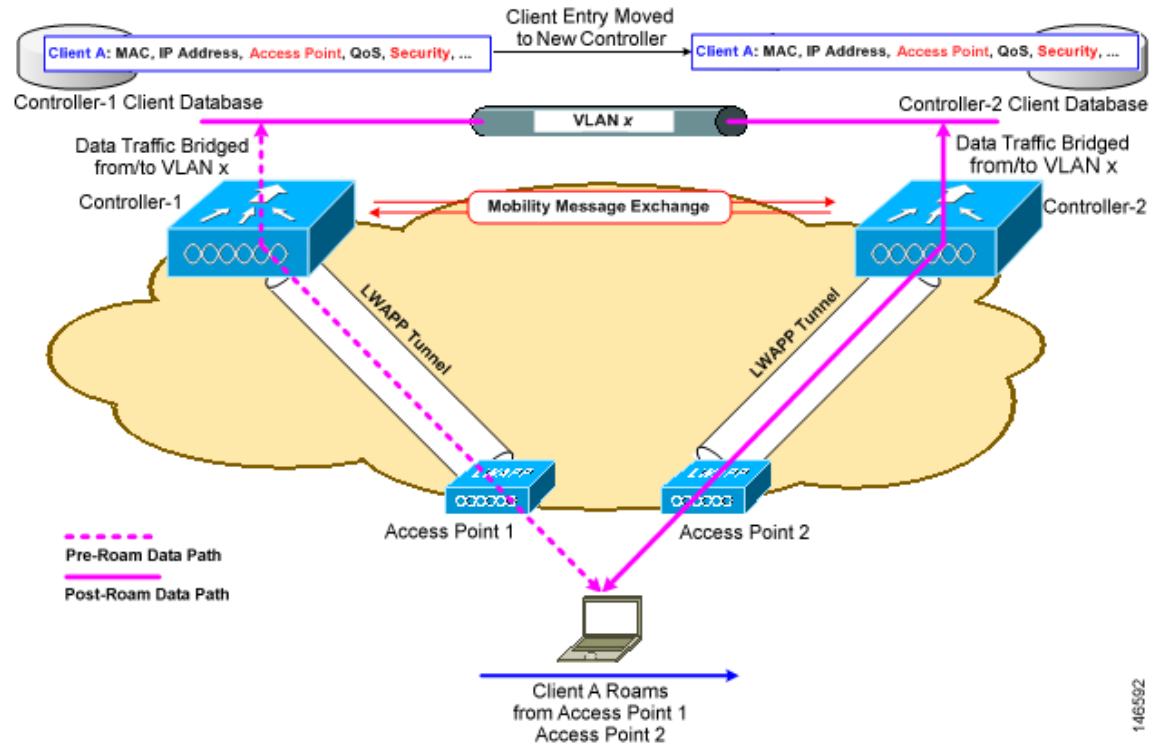 Client Entry Moved
to New Controller
Client A: MAC, IP Address, Access Point, QoS, Security, ...
Client A: MAC, IP Address, Access Point, QoS, Security, ...
Controller-1 Client Database
Controller-2 Client Database
VLAN x
Data Traffic Bridged
from/to VLAN x
Data Traffic Bridged
from/to VLAN x
Controller-1
Mobility Message Exchange
Controller-2
LWAPP Tunnel
LWAPP Tunnel
LWAPP
LWAPP
Access Point 1
Access Point 2
Pre-Roam Data Path
Post-Roam Data Path
Client A Roams
from Access Point 1
Access Point 2
146592